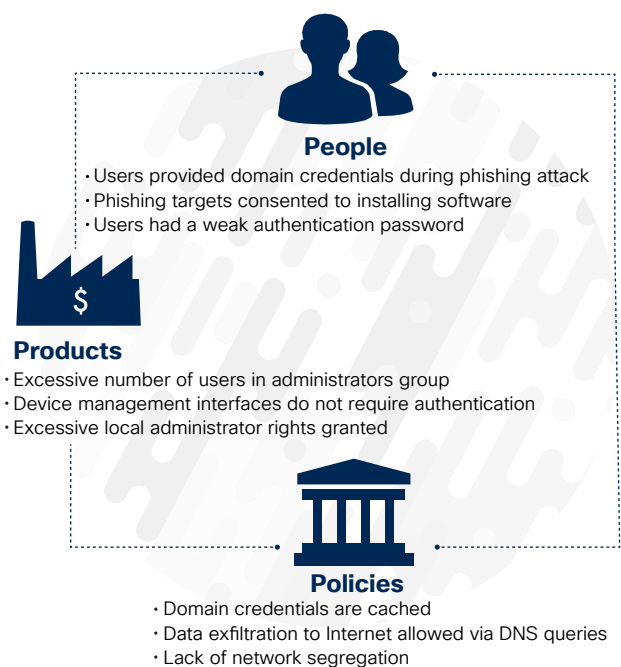 People
· Users provided domain credentials during phishing attack
· Phishing targets consented to installing software
· Users had a weak authentication password
$
Products
· Excessive number of users in administrators group
· Device management interfaces do not require authentication
· Excessive local administrator rights granted
Policies
· Domain credentials are cached
· Data exfiltration to Internet allowed via DNS queries
· Lack of network segregation